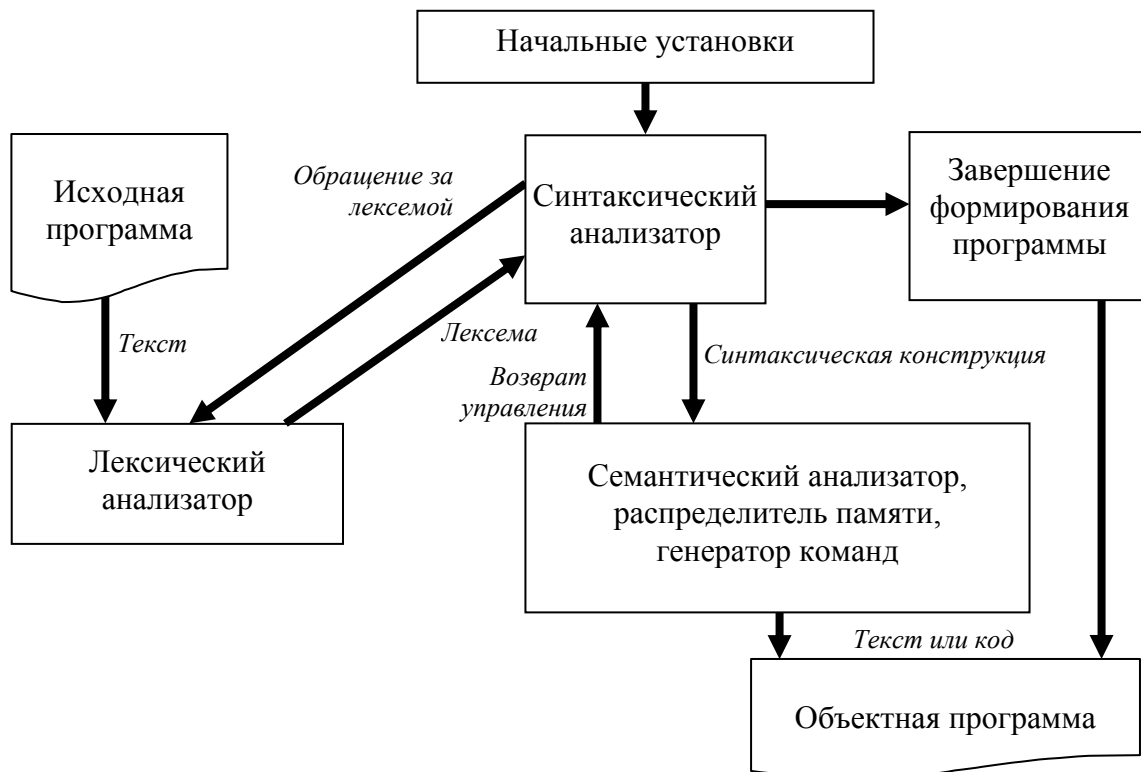 Начальные установки
Исходная
программа
Обращение за
лексемой
Синтаксический
анализатор
Завершение
формирования
программы
Текст
Лексема
Возврат
управления
Синтаксическая конструкция
Лексический
анализатор
Семантический анализатор,
распределитель памяти,
генератор команд
Текст или код
Объектная программа